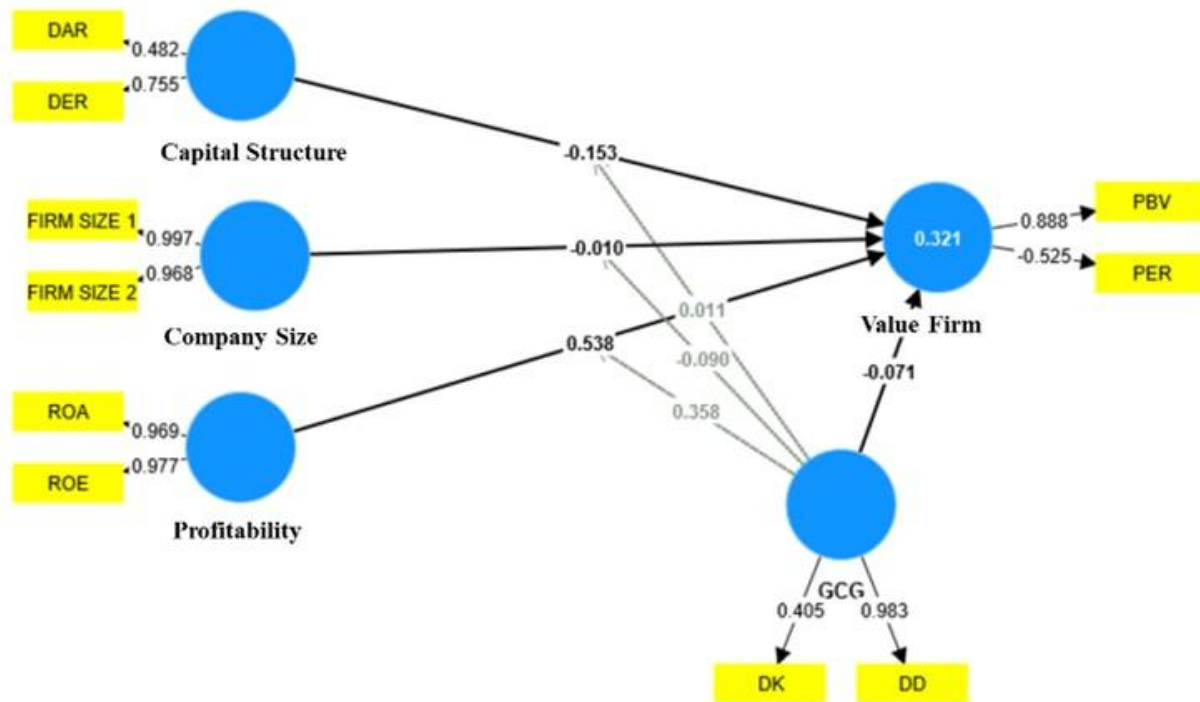 DAR
0.482
0.755
DER
Capital Structure
-0.153
FIRM SIZE 1
0.997
0.968
FIRM SIZE 2
Company Size
-0.010
0.321
0.888
PBV
-0.525
PER
Value Firm
0.011
0.538
-0.090
-0.071
0.358
ROA
0.969
0.977
ROE
Profitability
GCG
0.405
0.983
DK
DD